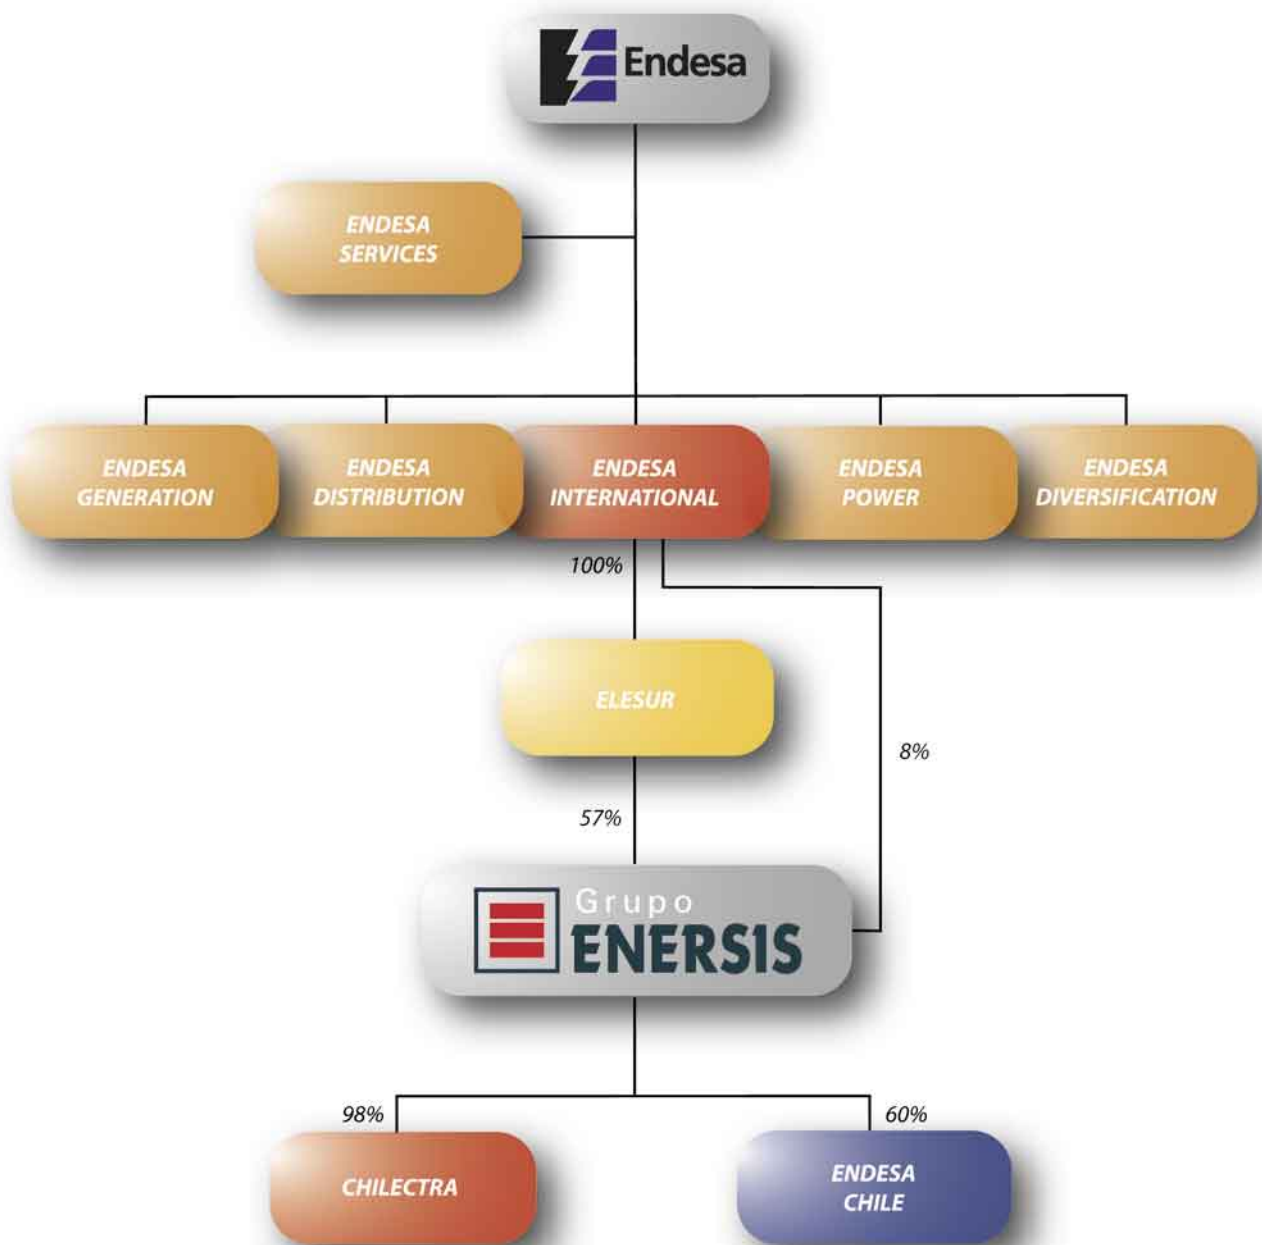 Endesa
ENDESA
SERVICES
ENDESA
GENERATION
ENDESA
DISTRIBUTION
ENDESA
INTERNATIONAL
ENDESA
POWER
ENDESA
DIVERSIFICATION
100%
ELESUR
8%
57%
Grupo
ENERSIS
98%
60%
CHILECTRA
ENDESA
CHILE